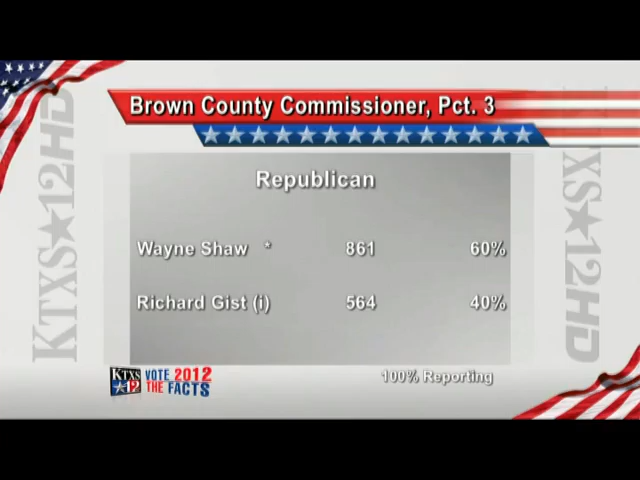 Brown County Commissioner, Pct. 3
Republican
Wayne Shaw * 861 60%
Richard Gist (i) 564 40%
KTXS 12 VOTE 2012 THE FACTS
100% Reporting
KTXS★12HD
KTXS★12HD